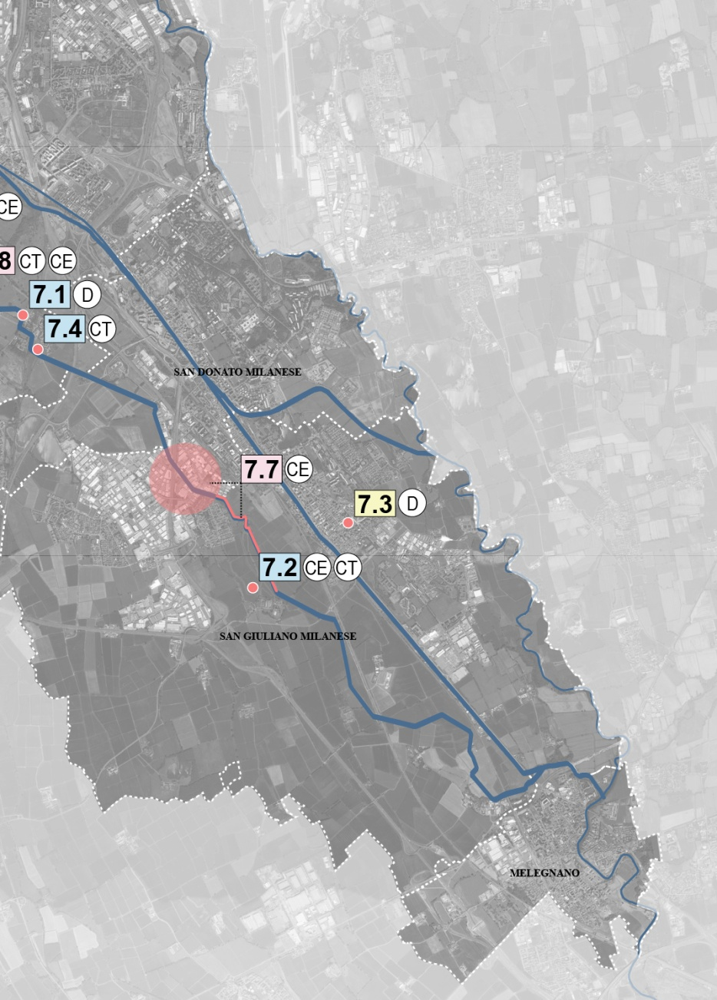 CE
8 CT CE
7.1 D
7.4 CT
SAN DONATO MILANESE
7.7 CE
7.3 D
7.2 CE CT
SAN GIULIANO MILANESE
MELEGNANO